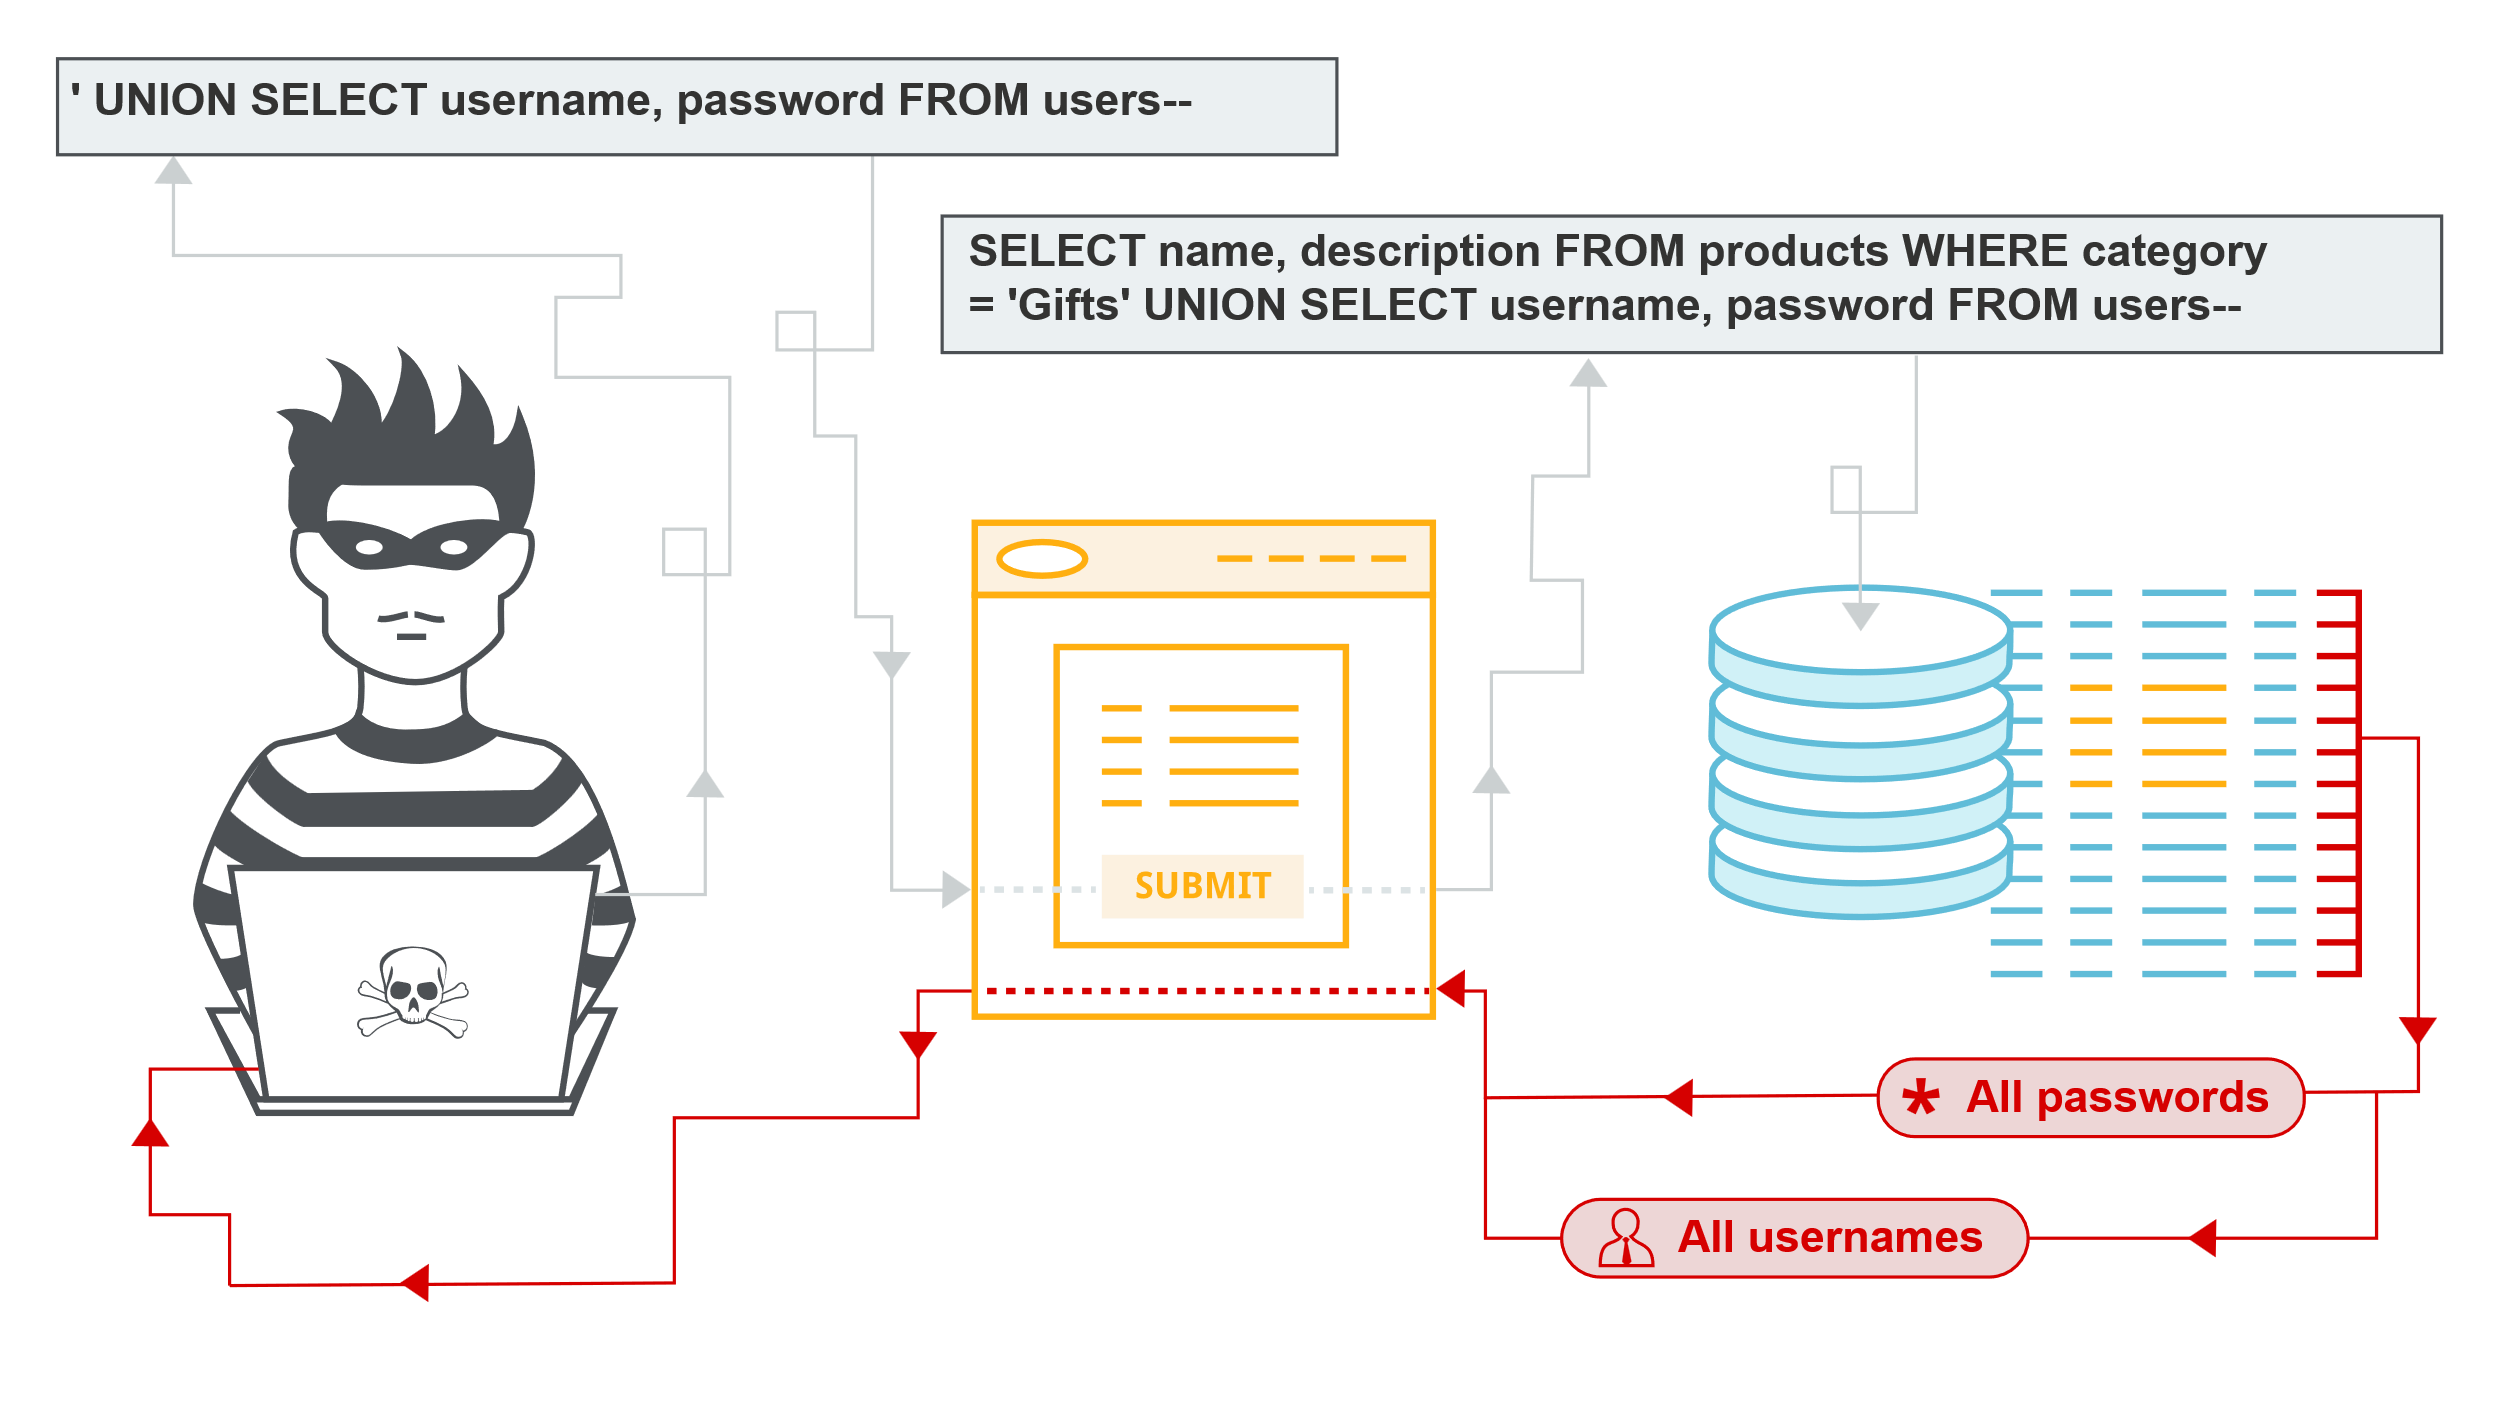 ' UNION SELECT username, password FROM users--
SELECT name, description FROM products WHERE category
= 'Gifts' UNION SELECT username, password FROM users--
SUBMIT
* All passwords
All usernames